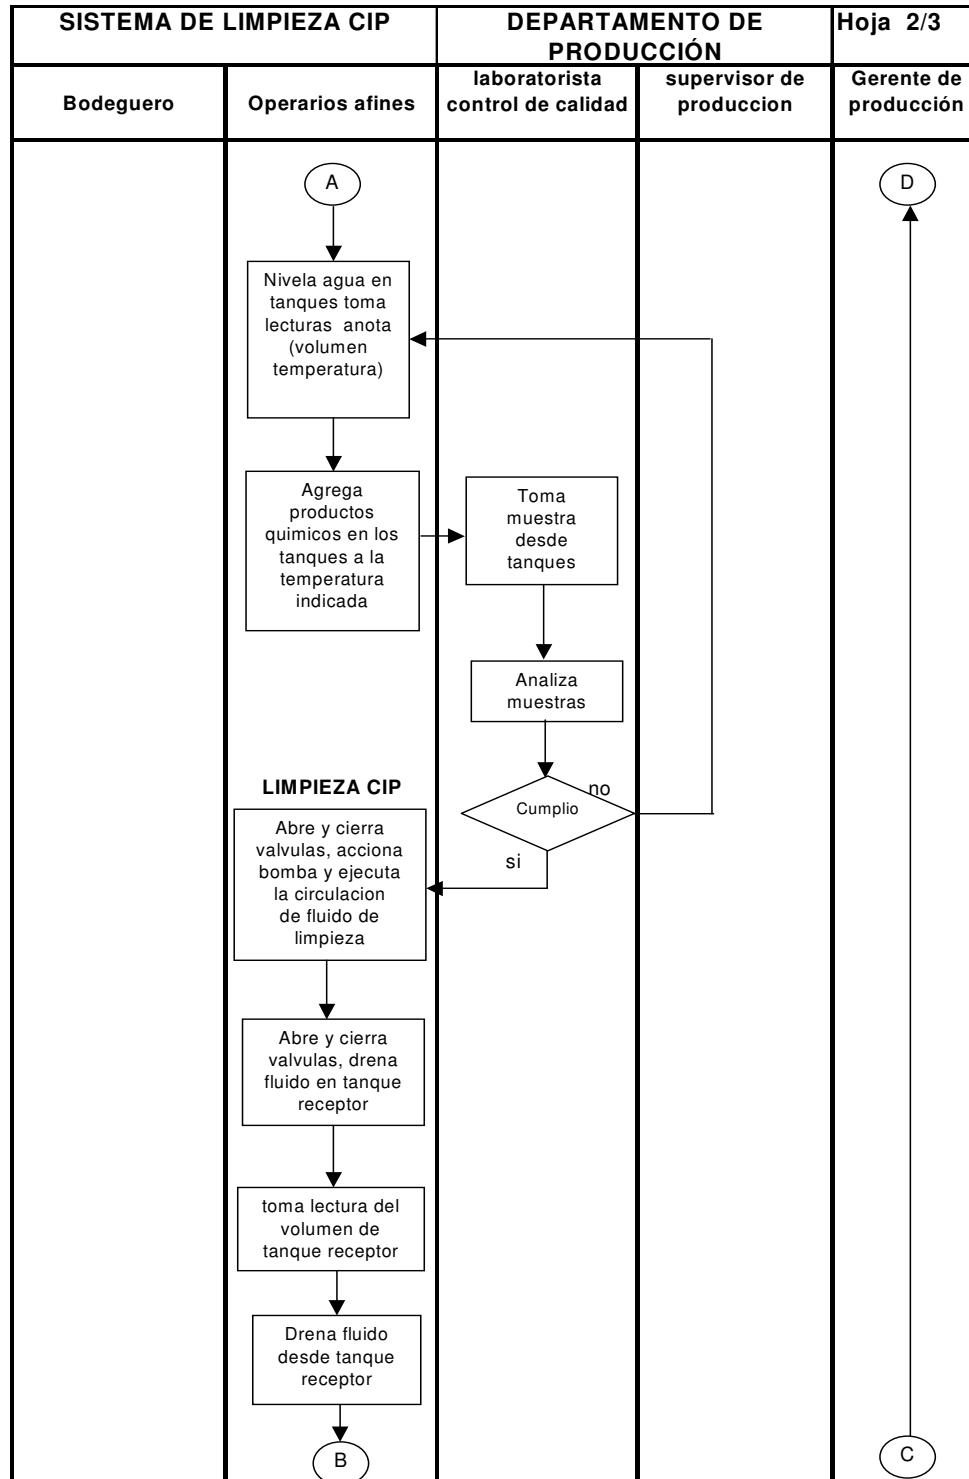 SISTEMA DE LIMPIEZA CIP
DEPARTAMENTO DE
PRODUCCIÓN
Hoja 2/3
Bodeguero
Operarios afines
laboratorista
control de calidad
supervisor de
produccion
Gerente de
producción
A
D
Nivela agua en
tanques toma
lecturas anota
(volumen
temperatura)
Agrega
productos
quimicos en los
tanques a la
temperatura
indicada
Toma
muestra
desde
tanques
Analiza
muestras
Cumplio
no
si
LIMPIEZA CIP
Abre y cierra
valvulas, acciona
bomba y ejecuta
la circulacion
de fluido de
limpieza
Abre y cierra
valvulas, drena
fluido en tanque
receptor
toma lectura del
volumen de
tanque receptor
Drena fluido
desde tanque
receptor
B
C